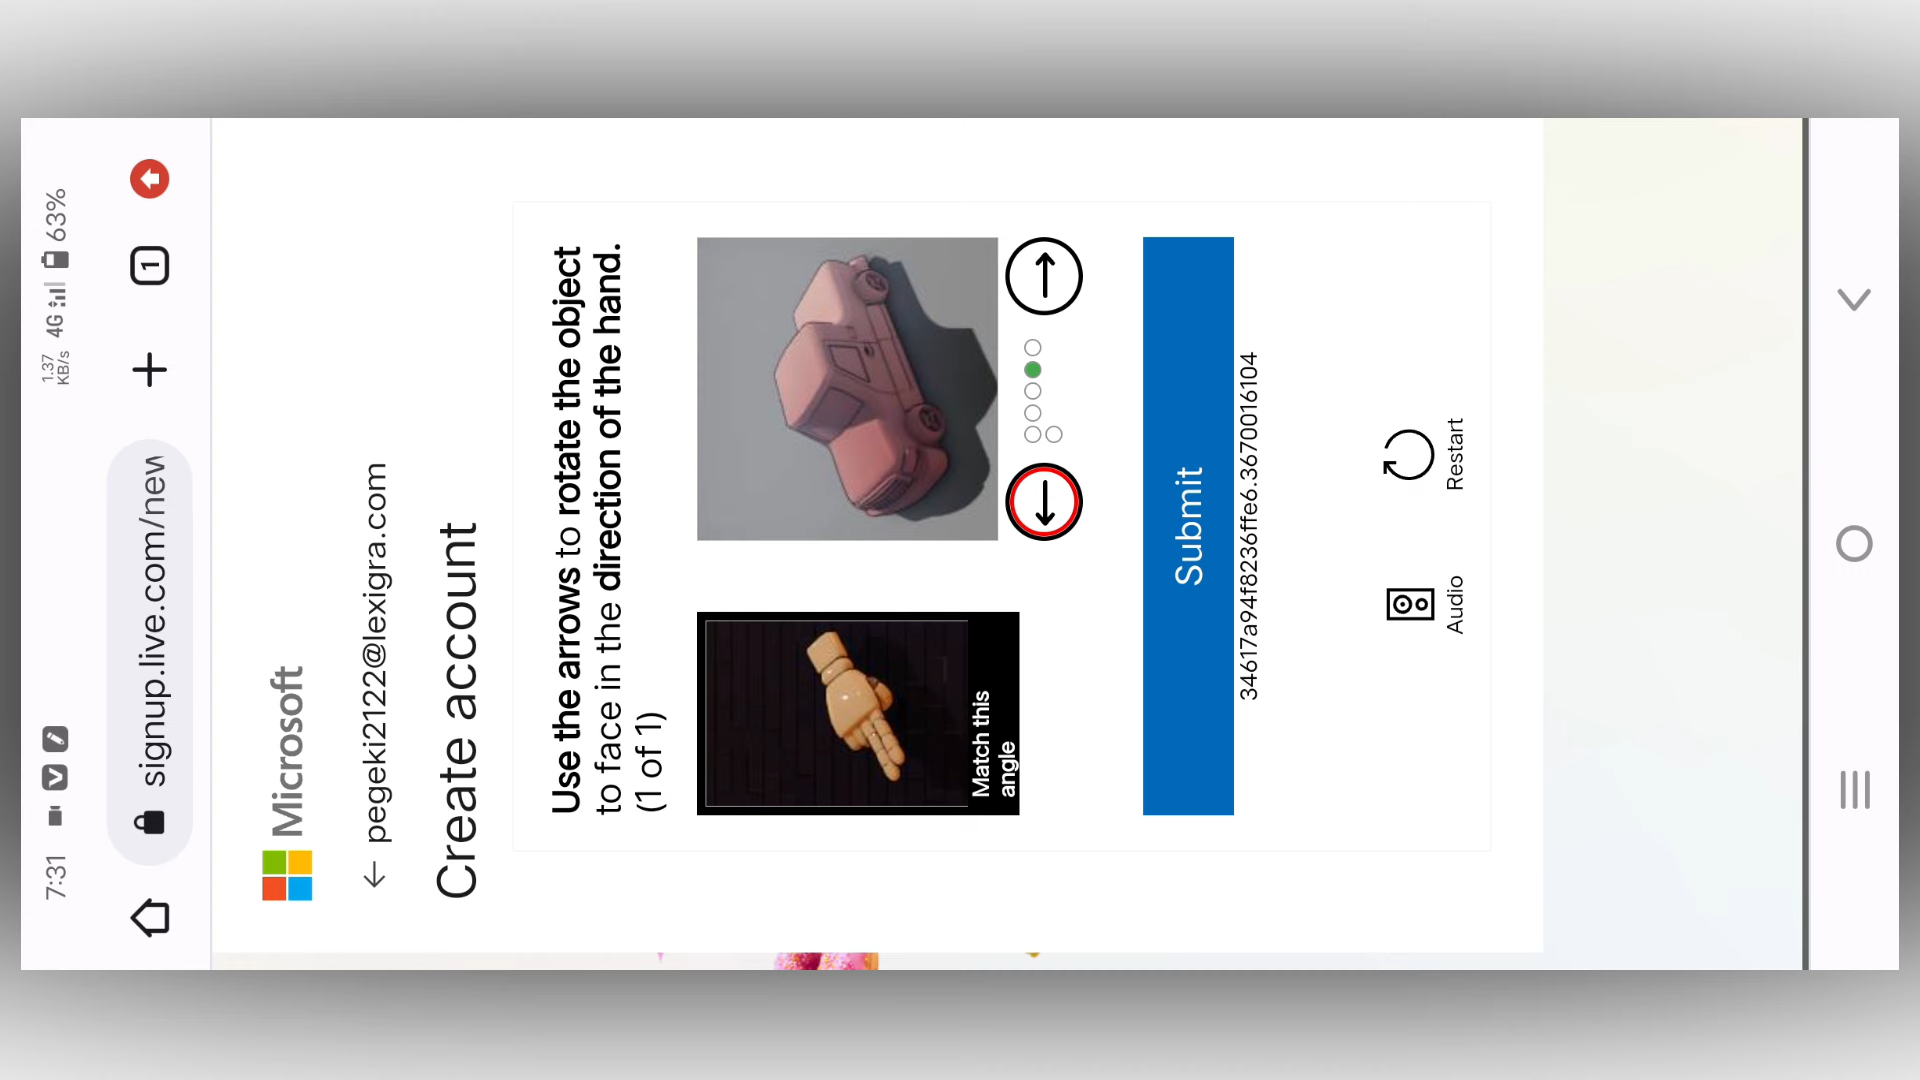 7:31
1.37
KB/s
4G
63%
signup.live.com/new
1
Microsoft
pegeki2122@lexigra.com
Create account
Use the arrows to rotate the object
to face in the direction of the hand.
(1 of 1)
Match this
angle
Submit
34617a94f8236ffe6.3670016104
Audio
Restart